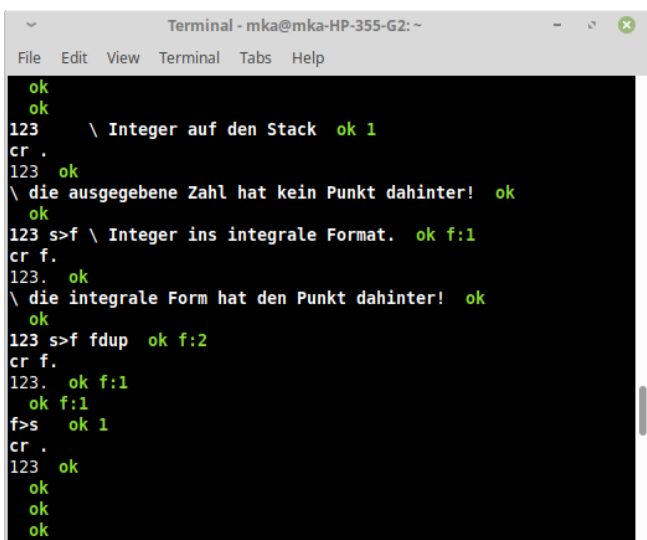 Terminal - mka@mka-HP-355-G2: ~
File Edit View Terminal Tabs Help
ok
ok
123 \ Integer auf den Stack ok 1
cr .
123 ok
\ die ausgegebene Zahl hat kein Punkt dahinter! ok
ok
123 s>f \ Integer ins integrale Format. ok f:1
cr f.
123. ok
\ die integrale Form hat den Punkt dahinter! ok
ok
123 s>f fdup ok f:2
cr f.
123. ok f:1
ok f:1
f>s ok 1
cr .
123 ok
ok
ok
ok